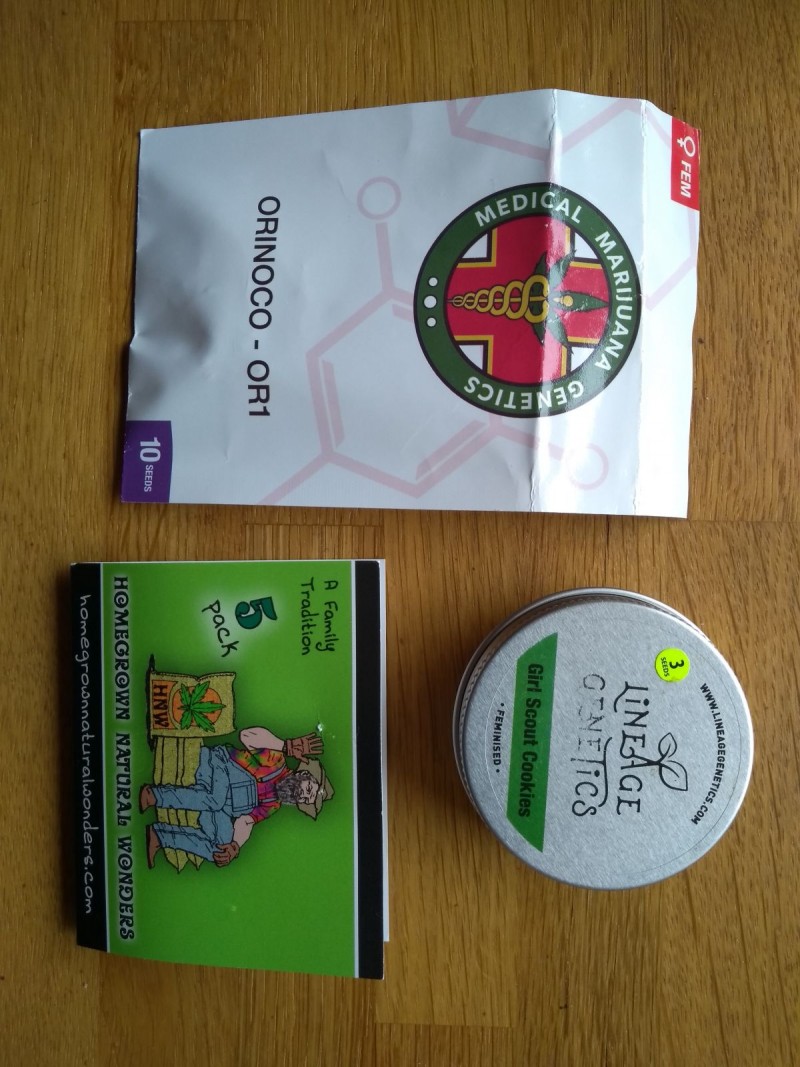 ♀ FEM
MEDICAL MARIJUANA GENETICS
ORINOCO - OR1
10 SEEDS
A Family
Tradition
5
pack
HNW
HOMEGROWN NATURAL WONDERS
homegrownnaturalwonders.com
WWW.LINEAGEGENETICS.COM
3
SEEDS
LINEAGE
GENETICS
Girl Scout Cookies
• FEMINISED •